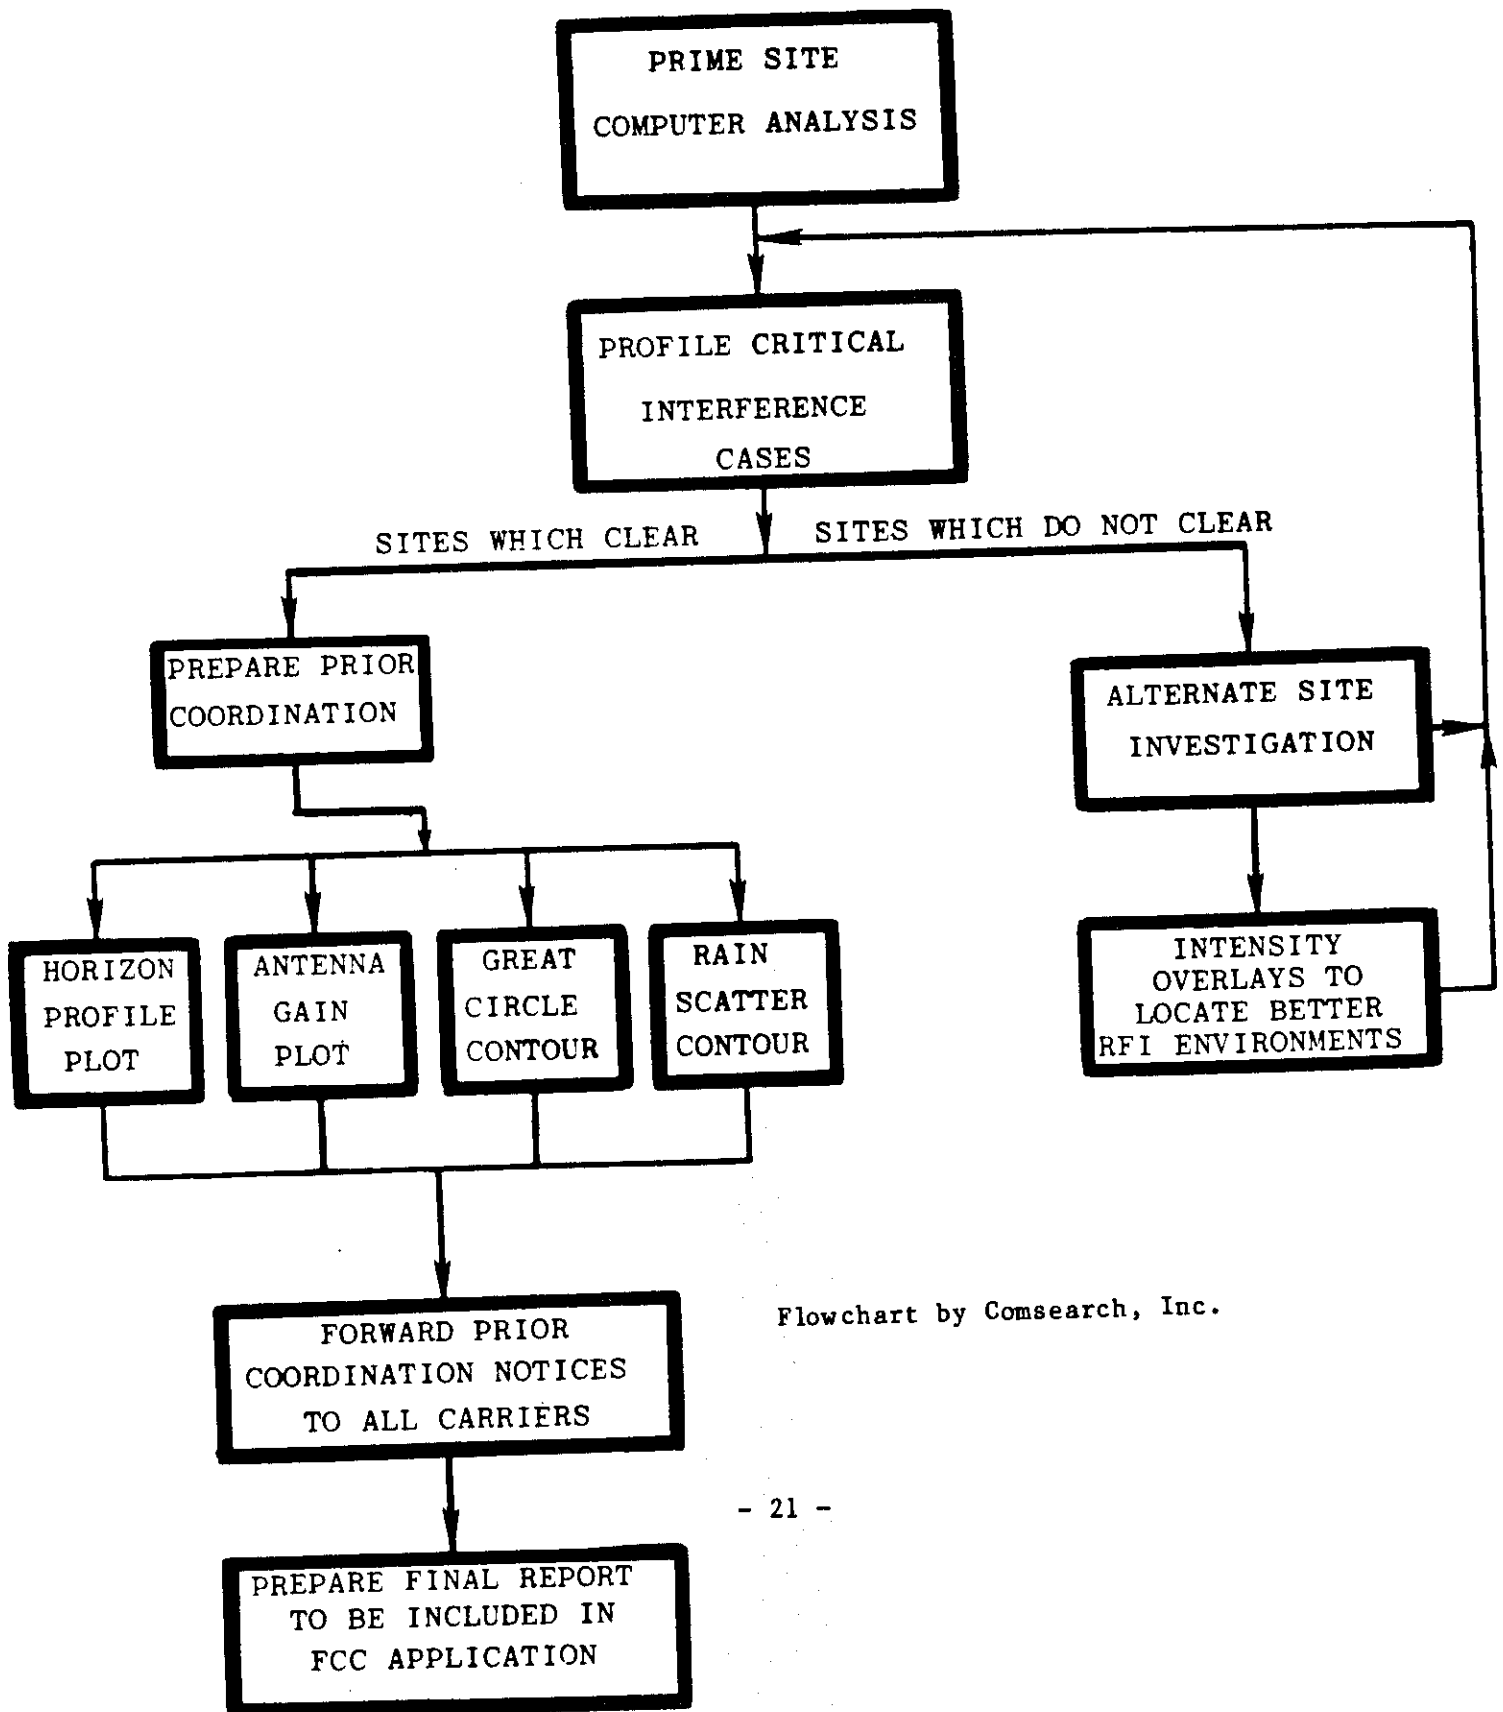 PRIME SITE
COMPUTER ANALYSIS
PROFILE CRITICAL
INTERFERENCE
CASES
SITES WHICH CLEAR
SITES WHICH DO NOT CLEAR
PREPARE PRIOR
COORDINATION
ALTERNATE SITE
INVESTIGATION
HORIZON
PROFILE
PLOT
ANTENNA
GAIN
PLOT
GREAT
CIRCLE
CONTOUR
RAIN
SCATTER
CONTOUR
INTENSITY
OVERLAYS TO
LOCATE BETTER
RFI ENVIRONMENTS
FORWARD PRIOR
COORDINATION NOTICES
TO ALL CARRIERS
Flowchart by Comsearch, Inc.
- 21 -
PREPARE FINAL REPORT
TO BE INCLUDED IN
FCC APPLICATION